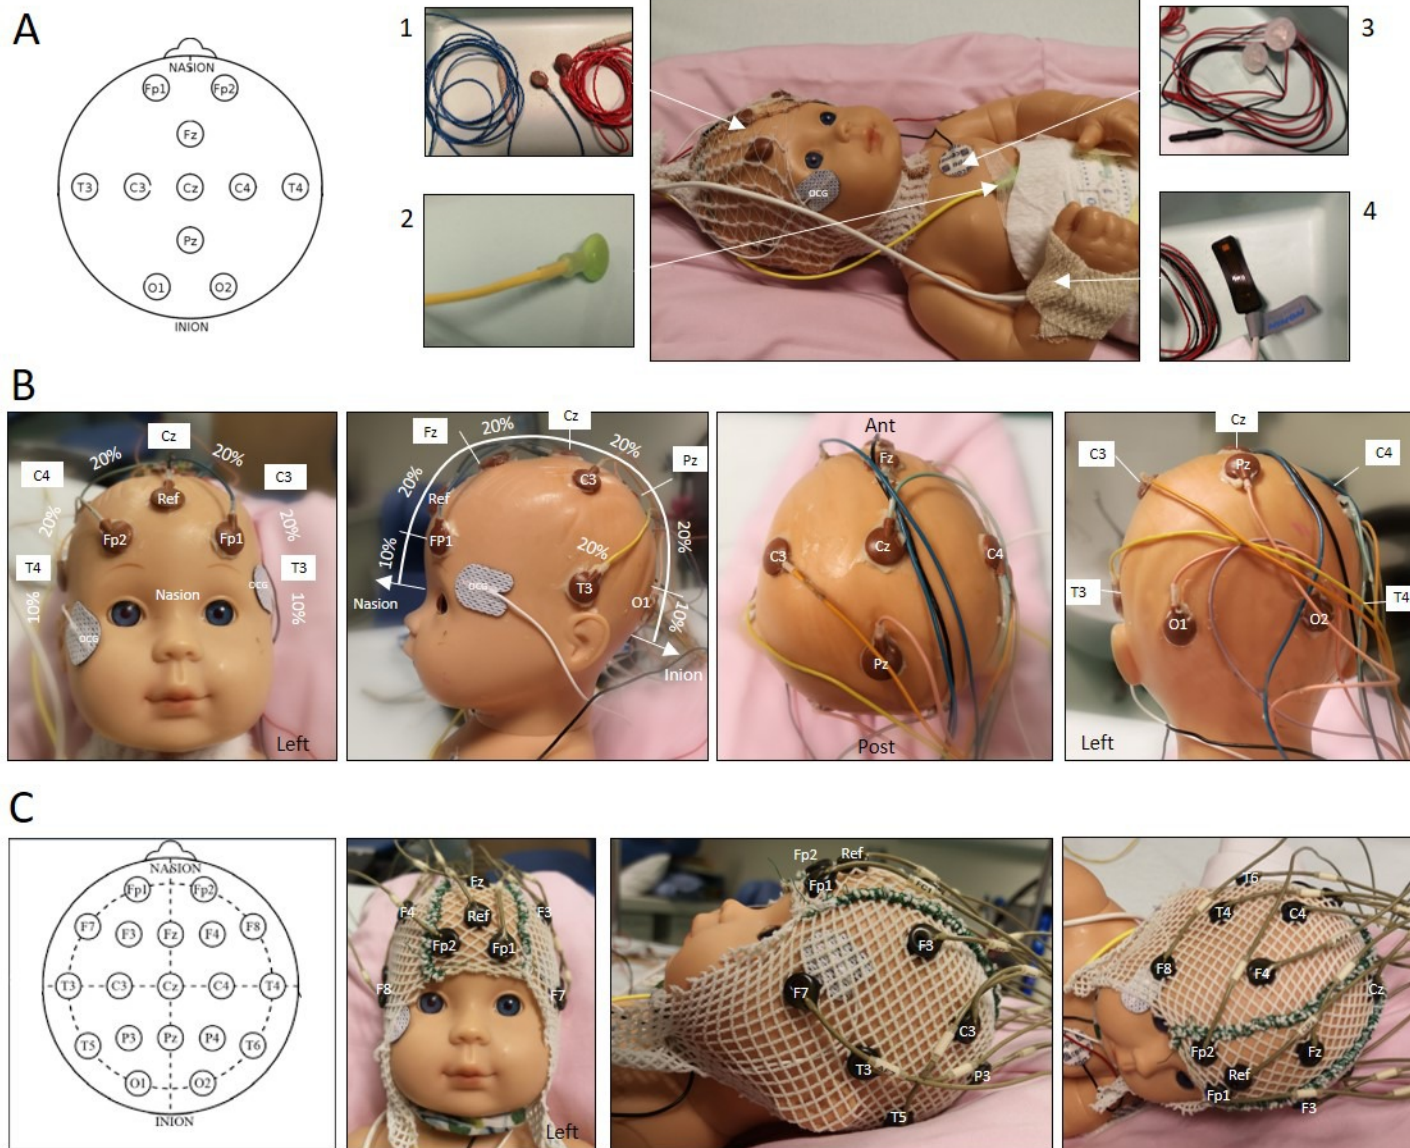 A
NASION
Fp1 Fp2
Fz
T3 C3 Cz C4 T4
Pz
O1 O2
INION
1
2
OCG
3
4
B
Cz
20% 20%
C4 C3
Ref
20% 20%
Fp2 Fp1
T4 T3
OCG
10% Nasion 10%
OCG
Left
Cz
Fz 20%
20%
Pz
20% C3
Ref
FP1 20%
10% 20%
OCG T3
Nasion O1
10%
Inion
Ant
Fz
C3 Cz C4
Pz
Post
Cz
C3 C4
Pz
T3 T4
O1 O2
Left
C
NASION
Fp1 Fp2
F7 F3 Fz F4 F8
T3 C3 Cz C4 T4
T5 P3 Pz P4 T6
O1 O2
INION
Fz
F4 Ref F3
Fp2 Fp1
F8 F7
Left
Fp2 Ref
Fp1
F3
F7
C3
T3 P3
T5
T6
T4 C4
F8 F4
Cz
Fp2 Fz
Ref
Fp1 F3